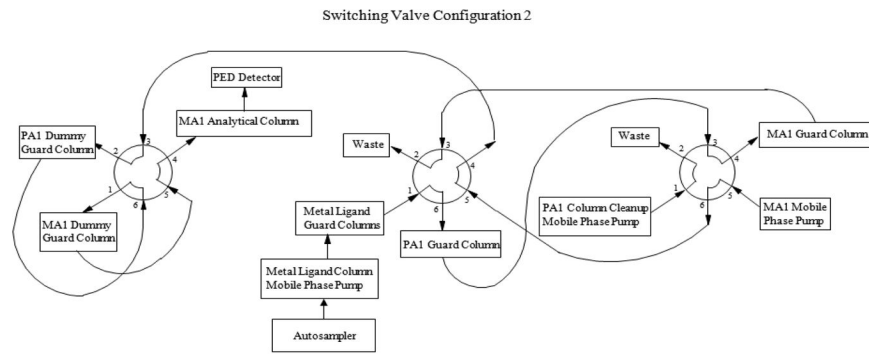 Switching Valve Configuration 2
PED Detector
MA1 Analytical Column
PA1 Dummy
Guard Column
MA1 Dummy
Guard Column
1
2
3
4
5
6
Waste
Metal Ligand
Guard Columns
PA1 Guard Column
Metal Ligand Column
Mobile Phase Pump
Autosampler
1
2
3
4
5
6
Waste
MA1 Guard Column
PA1 Column Cleanup
Mobile Phase Pump
MA1 Mobile
Phase Pump
1
2
3
4
5
6